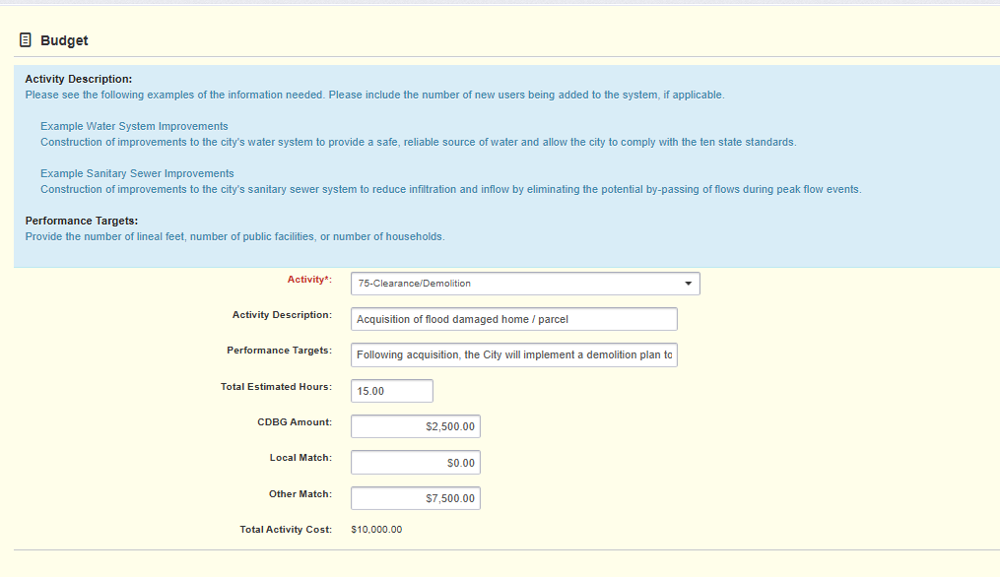 Budget
Activity Description:
Please see the following examples of the information needed. Please include the number of new users being added to the system, if applicable.
Example Water System Improvements
Construction of improvements to the city's water system to provide a safe, reliable source of water and allow the city to comply with the ten state standards.
Example Sanitary Sewer Improvements
Construction of improvements to the city's sanitary sewer system to reduce infiltration and inflow by eliminating the potential by-passing of flows during peak flow events.
Performance Targets:
Provide the number of lineal feet, number of public facilities, or number of households.
Activity*: 75-Clearance/Demolition
Activity Description: Acquisition of flood damaged home / parcel
Performance Targets: Following acquisition, the City will implement a demolition plan to
Total Estimated Hours: 15.00
CDBG Amount: $2,500.00
Local Match: $0.00
Other Match: $7,500.00
Total Activity Cost: $10,000.00